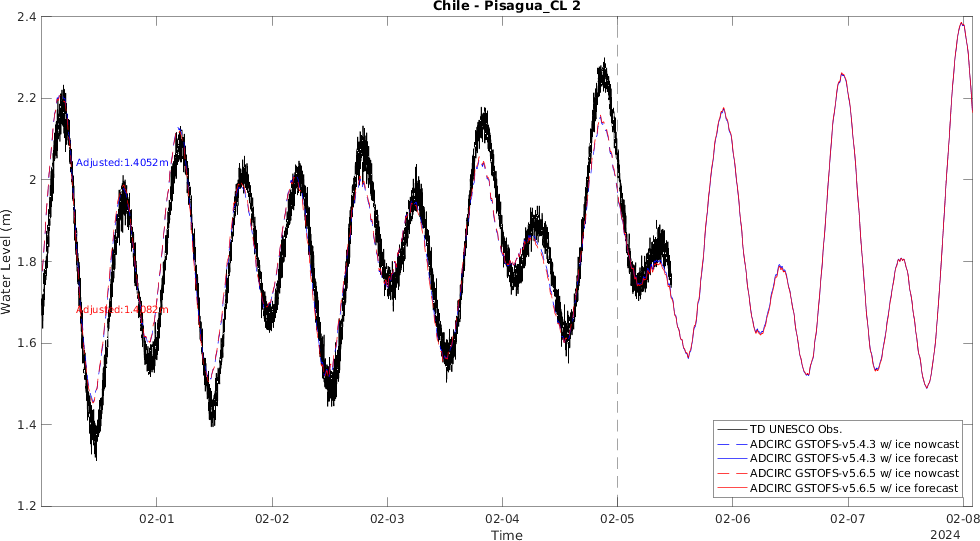 Chile - Pisagua_CL 2
2.4
2.2
2
1.8
1.6
1.4
1.2
Water Level (m)
Adjusted:1.4052m
Adjusted:1.4082m
TD UNESCO Obs.
ADCIRC GSTOFS-v5.4.3 w/ ice nowcast
ADCIRC GSTOFS-v5.4.3 w/ ice forecast
ADCIRC GSTOFS-v5.6.5 w/ ice nowcast
ADCIRC GSTOFS-v5.6.5 w/ ice forecast
02-01 02-02 02-03 02-04 02-05 02-06 02-07 02-08
Time
2024